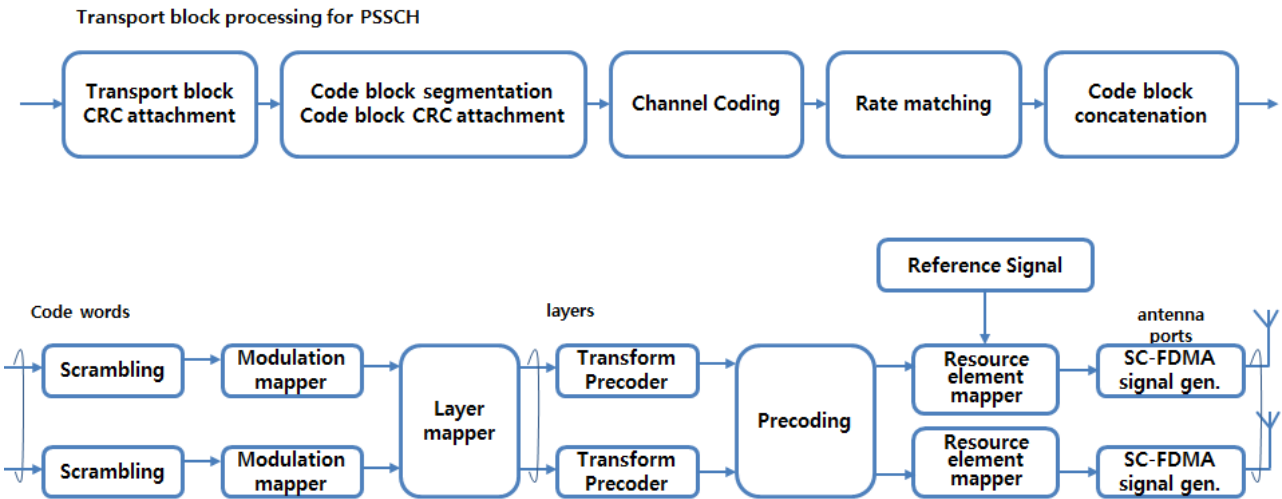 Transport block processing for PSSCH
Transport block
CRC attachment
Code block segmentation
Code block CRC attachment
Channel Coding
Rate matching
Code block
concatenation
Reference Signal
Code words
layers
antenna
ports
Scrambling
Modulation
mapper
Layer
mapper
Transform
Precoder
Precoding
Resource
element
mapper
SC-FDMA
signal gen.
Scrambling
Modulation
mapper
Transform
Precoder
Resource
element
mapper
SC-FDMA
signal gen.